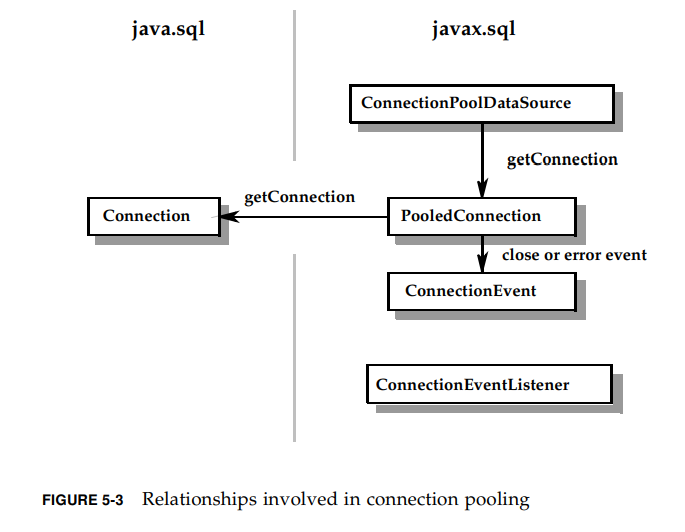 java.sql
javax.sql
ConnectionPoolDataSource
getConnection
getConnection
Connection
PooledConnection
close or error event
ConnectionEvent
ConnectionEventListener
FIGURE 5-3 Relationships involved in connection pooling